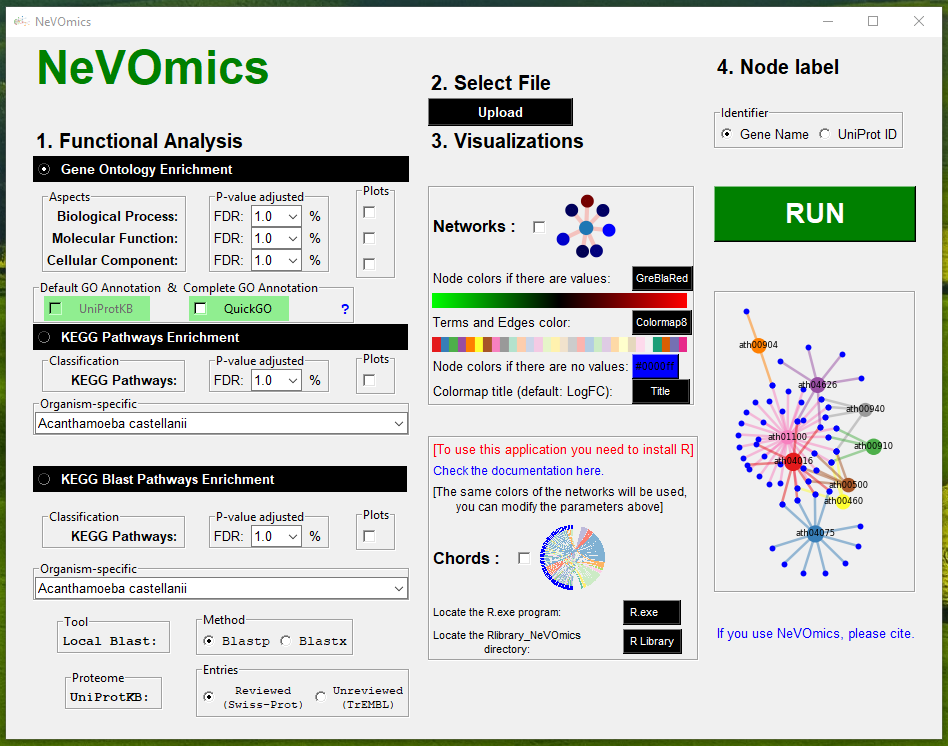 NeVOmics
NeVOmics
1. Functional Analysis
Gene Ontology Enrichment
Aspects
P-value adjusted
Plots
Biological Process:
FDR: 1.0 %
Molecular Function:
FDR: 1.0 %
Cellular Component:
FDR: 1.0 %
Default GO Annotation & Complete GO Annotation
UniProtKB
QuickGO
?
KEGG Pathways Enrichment
Classification
P-value adjusted
Plots
KEGG Pathways:
FDR: 1.0 %
Organism-specific
Acanthamoeba castellanii
KEGG Blast Pathways Enrichment
Classification
P-value adjusted
Plots
KEGG Pathways:
FDR: 1.0 %
Organism-specific
Acanthamoeba castellanii
Tool
Local Blast:
Method
Blastp
Blastx
Proteome
UniProtKB:
Entries
Reviewed
(Swiss-Prot)
Unreviewed
(TrEMBL)
2. Select File
Upload
3. Visualizations
Networks :
Node colors if there are values:
GreBlaRed
Terms and Edges color:
Colormap8
Node colors if there are no values:
#0000ff
Colormap title (default: LogFC):
Title
[To use this application you need to install R]
Check the documentation here.
[The same colors of the networks will be used,
you can modify the parameters above]
Chords :
Locate the R.exe program:
R.exe
Locate the Rlibrary_NeVOmics
directory:
R Library
4. Node label
Identifier
Gene Name
UniProt ID
RUN
ath00904
ath04626
ath00940
ath01100
ath00910
ath04016
ath00500
ath00460
ath04075
If you use NeVOmics, please cite.